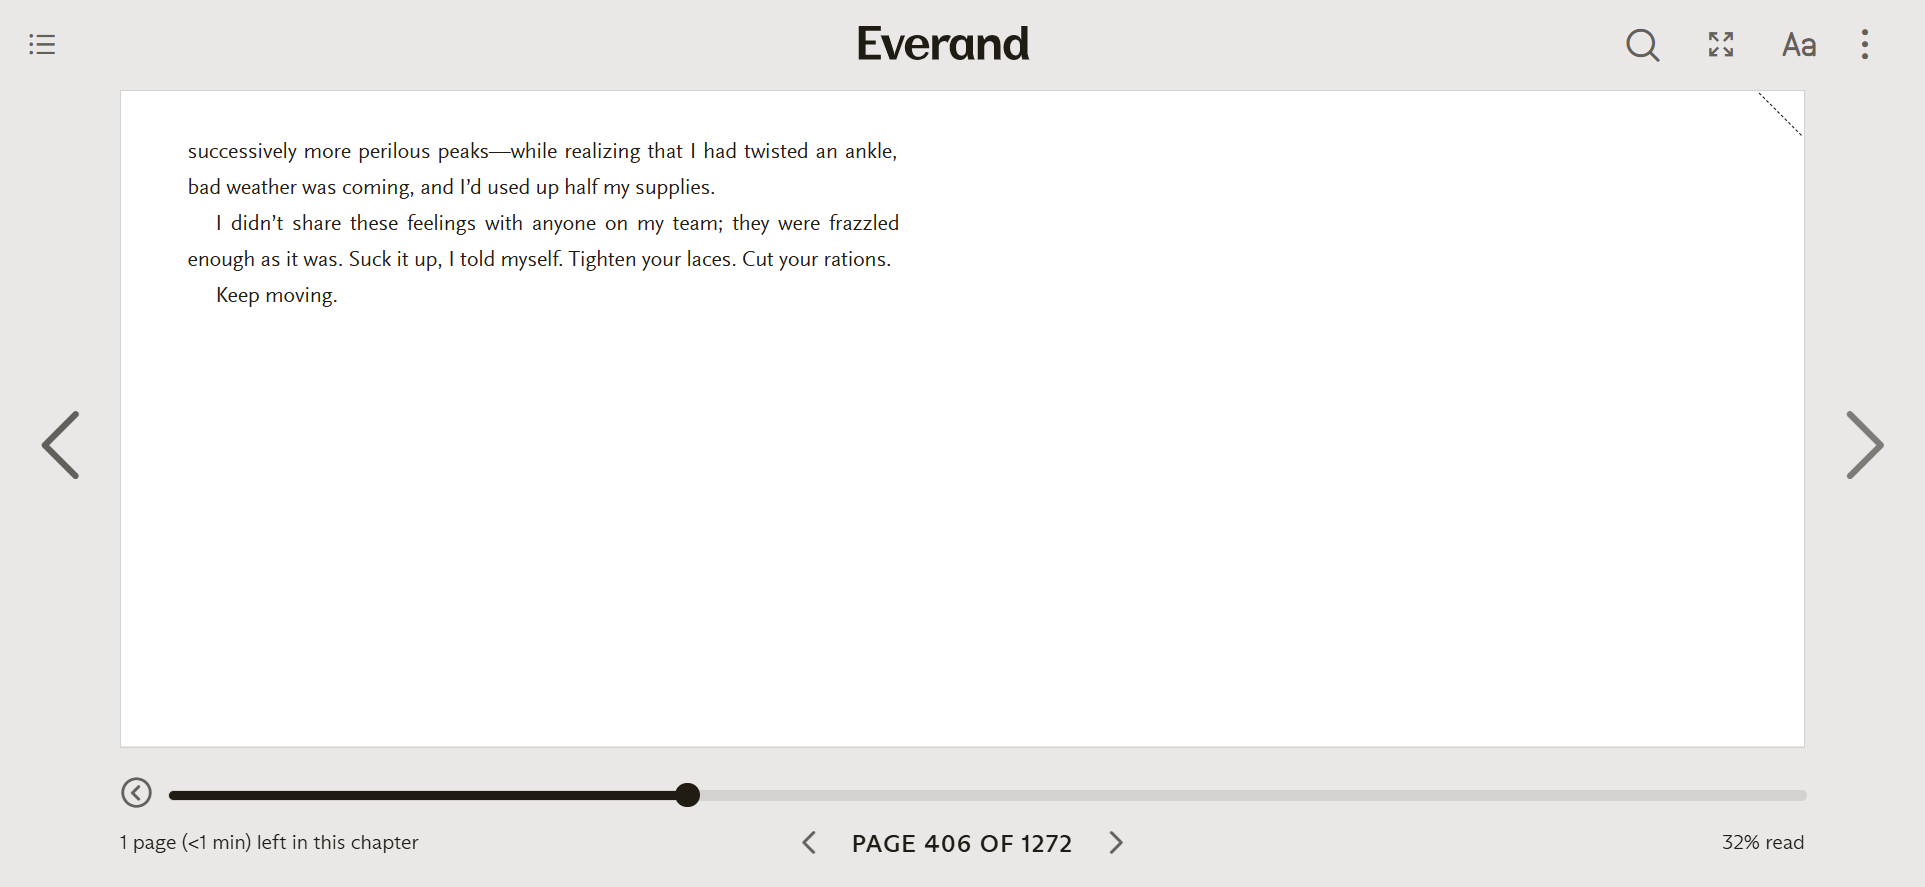 Everand
Aa
successively more perilous peaks—while realizing that I had twisted an ankle,
bad weather was coming, and I’d used up half my supplies.
I didn’t share these feelings with anyone on my team; they were frazzled
enough as it was. Suck it up, I told myself. Tighten your laces. Cut your rations.
Keep moving.
1 page (<1 min) left in this chapter
PAGE 406 OF 1272
32% read